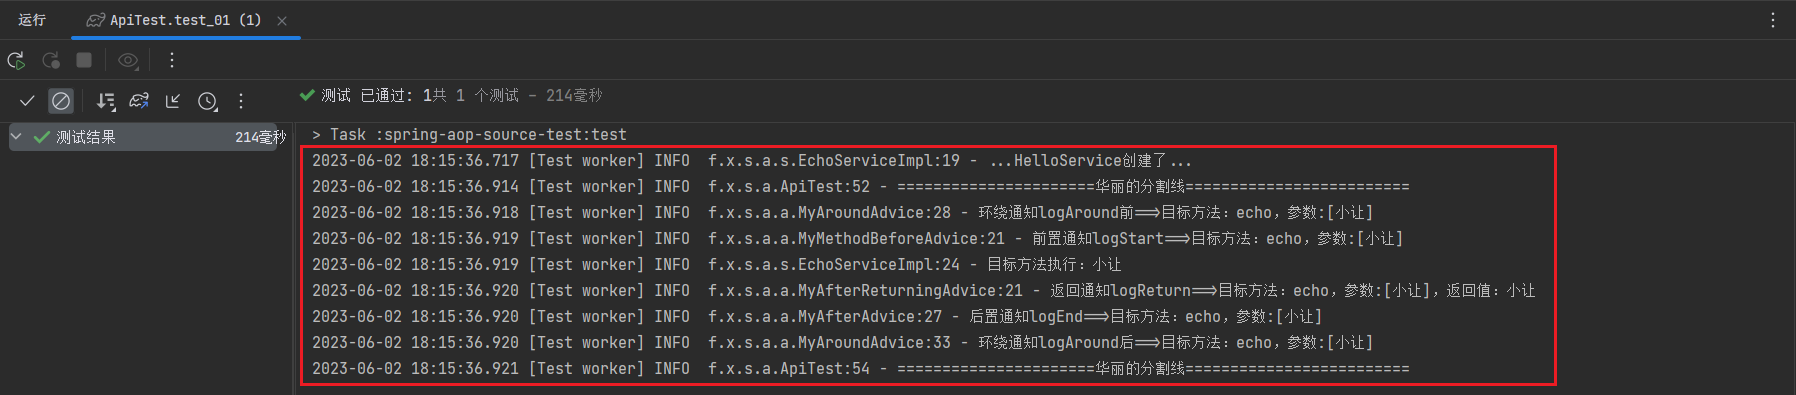 运行 ApiTest.test_01 (1)
测试 已通过: 1共 1 个测试 – 214毫秒
测试结果 214毫秒
> Task :spring-aop-source-test:test
2023-06-02 18:15:36.717 [Test worker] INFO  f.x.s.a.s.EchoServiceImpl:19 - ...HelloService创建了...
2023-06-02 18:15:36.914 [Test worker] INFO  f.x.s.a.ApiTest:52 - ======================华丽的分割线=========================
2023-06-02 18:15:36.918 [Test worker] INFO  f.x.s.a.a.MyAroundAdvice:28 - 环绕通知logAround前==>目标方法：echo，参数:[小让]
2023-06-02 18:15:36.919 [Test worker] INFO  f.x.s.a.a.MyMethodBeforeAdvice:21 - 前置通知logStart==>目标方法：echo，参数:[小让]
2023-06-02 18:15:36.919 [Test worker] INFO  f.x.s.a.s.EchoServiceImpl:24 - 目标方法执行：小让
2023-06-02 18:15:36.920 [Test worker] INFO  f.x.s.a.a.MyAfterReturningAdvice:21 - 返回通知logReturn==>目标方法：echo，参数:[小让]，返回值：小让
2023-06-02 18:15:36.920 [Test worker] INFO  f.x.s.a.a.MyAfterAdvice:27 - 后置通知logEnd==>目标方法：echo，参数:[小让]
2023-06-02 18:15:36.920 [Test worker] INFO  f.x.s.a.a.MyAroundAdvice:33 - 环绕通知logAround后==>目标方法：echo，参数:[小让]
2023-06-02 18:15:36.921 [Test worker] INFO  f.x.s.a.ApiTest:54 - ======================华丽的分割线=========================